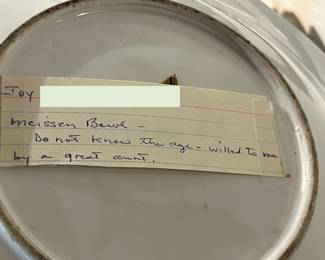 -Joy
Meissen Bowl -
Do not know the age - willed to me
by a great aunt.